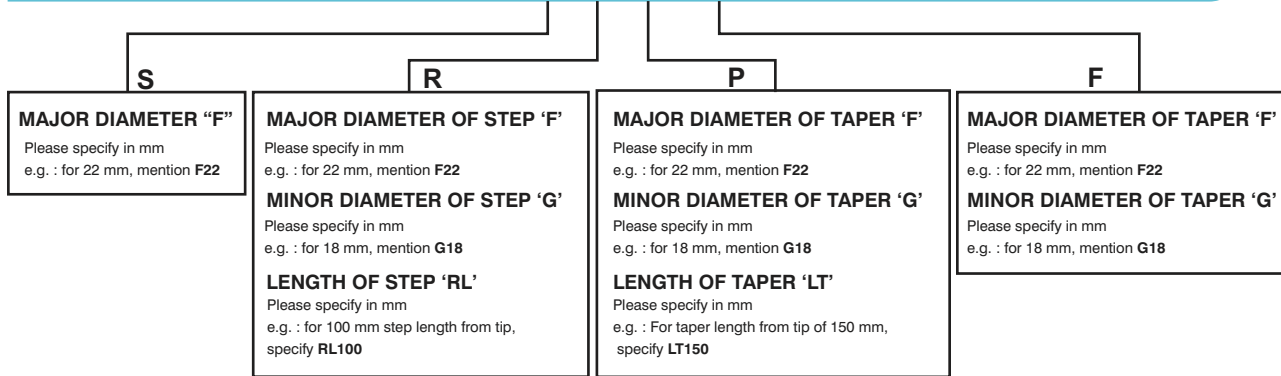 S
MAJOR DIAMETER “F”
Please specify in mm
e.g. : for 22 mm, mention F22
R
MAJOR DIAMETER OF STEP ‘F’
Please specify in mm
e.g. : for 22 mm, mention F22
MINOR DIAMETER OF STEP ‘G’
Please specify in mm
e.g. : for 18 mm, mention G18
LENGTH OF STEP ‘RL’
Please specify in mm
e.g. : for 100 mm step length from tip,
specify RL100
P
MAJOR DIAMETER OF TAPER ‘F’
Please specify in mm
e.g. : for 22 mm, mention F22
MINOR DIAMETER OF TAPER ‘G’
Please specify in mm
e.g. : for 18 mm, mention G18
LENGTH OF TAPER ‘LT’
Please specify in mm
e.g. : For taper length from tip of 150 mm,
specify LT150
F
MAJOR DIAMETER OF TAPER ‘F’
Please specify in mm
e.g. : for 22 mm, mention F22
MINOR DIAMETER OF TAPER ‘G’
Please specify in mm
e.g. : for 18 mm, mention G18